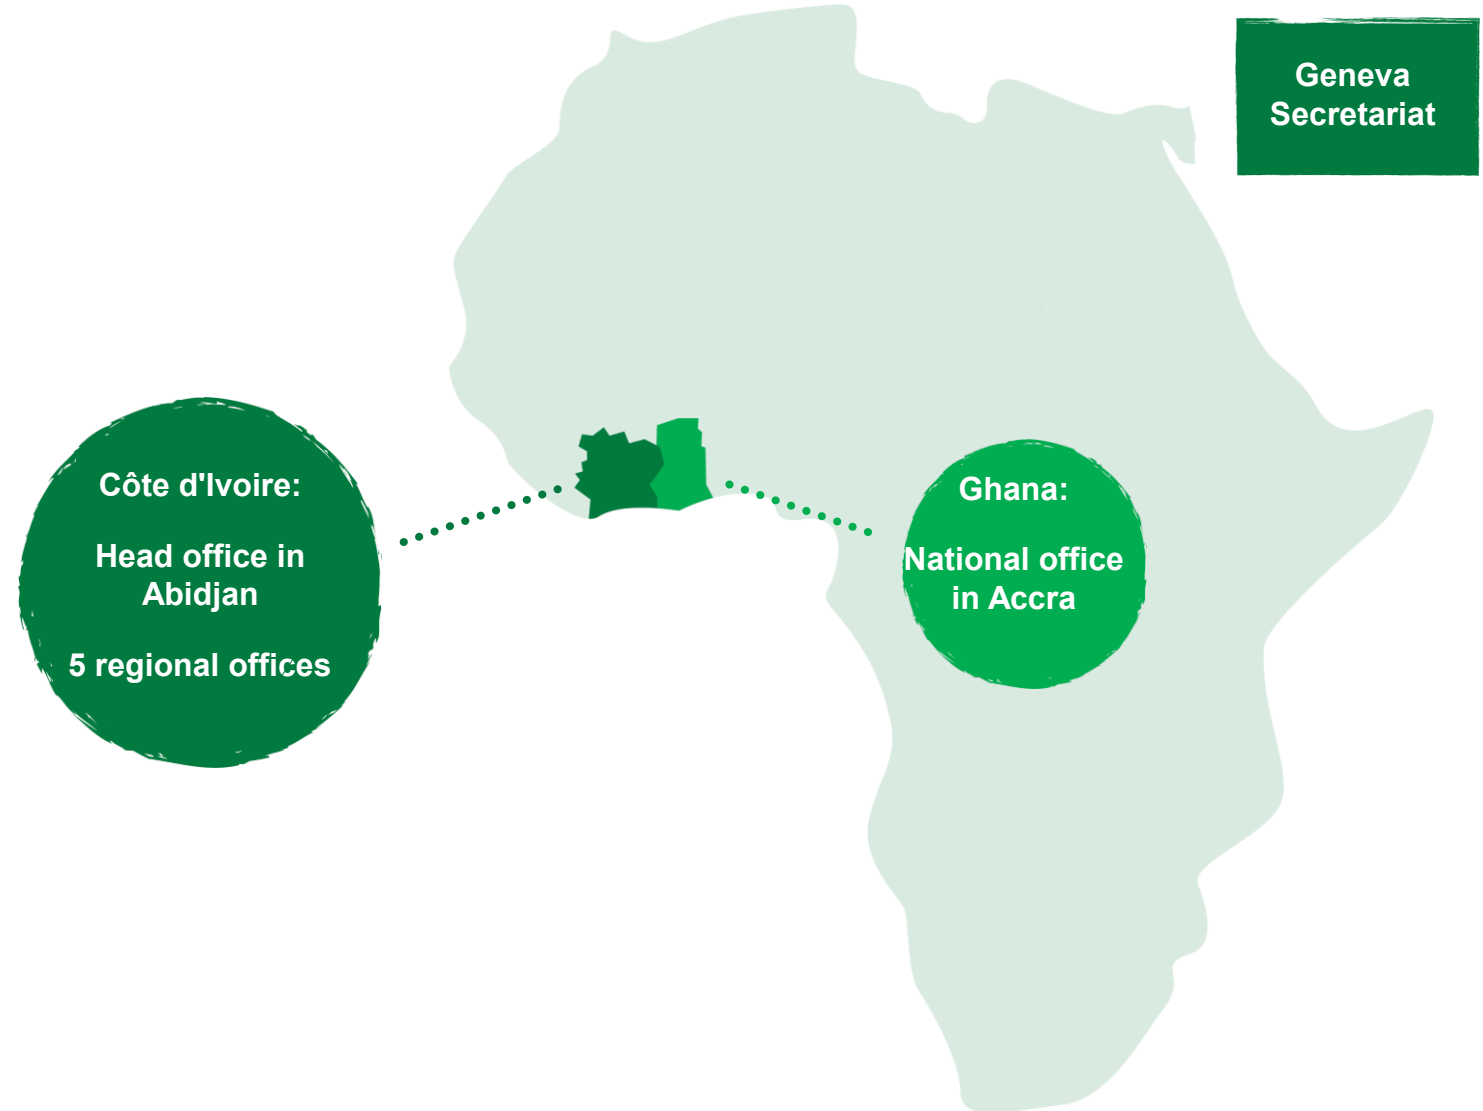 Geneva
Secretariat
Côte d'Ivoire:
Head office in
Abidjan
5 regional offices
Ghana:
National office
in Accra